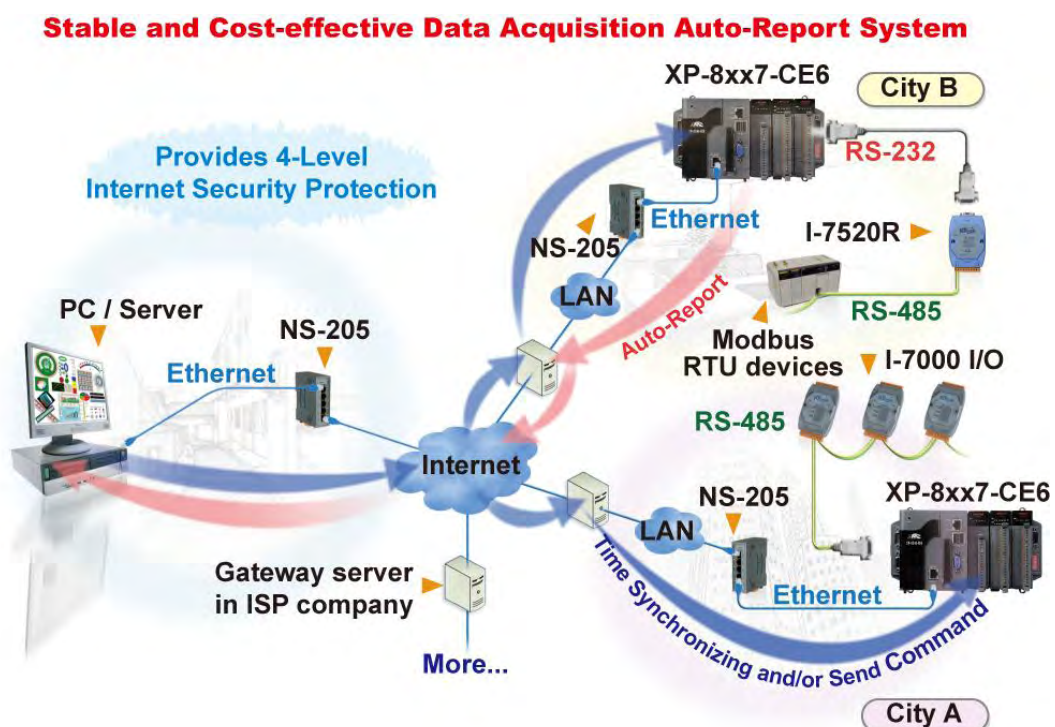 Stable and Cost-effective Data Acquisition Auto-Report System
XP-8xx7-CE6
City B
Provides 4-Level
Internet Security Protection
RS-232
Ethernet
I-7520R
NS-205
LAN
PC / Server
NS-205
Auto-Report
RS-485
Modbus
RTU devices
I-7000 I/O
Ethernet
RS-485
Internet
NS-205
XP-8xx7-CE6
LAN
Gateway server
in ISP company
Time Synchronizing and/or Send Command
Ethernet
More...
City A